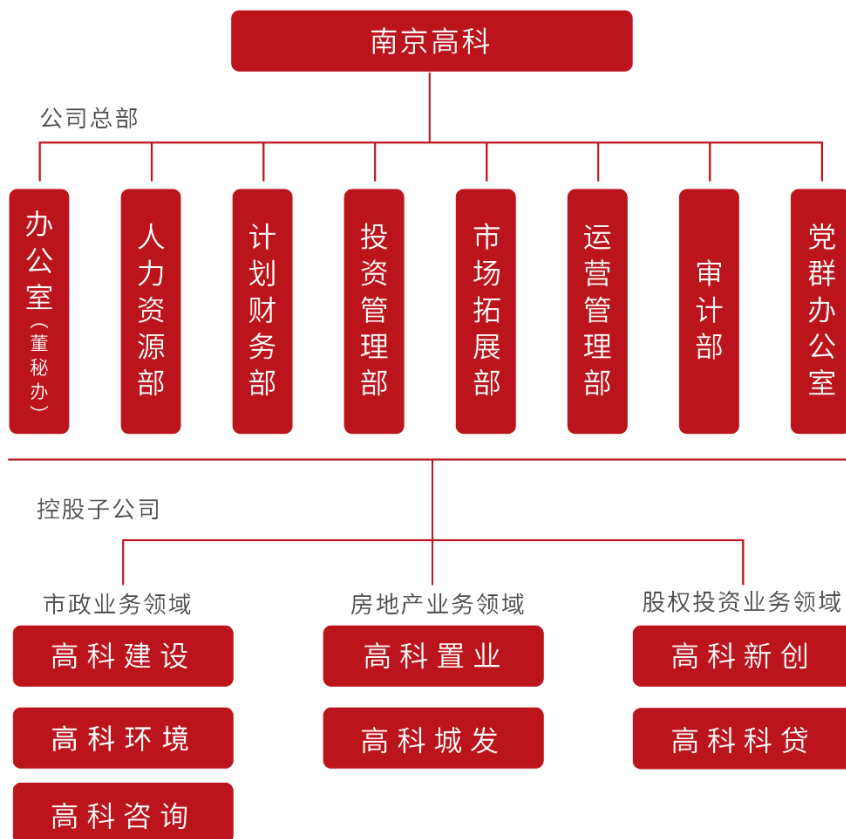 南京高科
公司总部
办公室（董秘办）
人力资源部
计划财务部
投资管理部
市场拓展部
运营管理部
审计部
党群办公室
控股子公司
市政业务领域
房地产业务领域
股权投资业务领域
高科建设
高科置业
高科新创
高科环境
高科城发
高科科贷
高科咨询